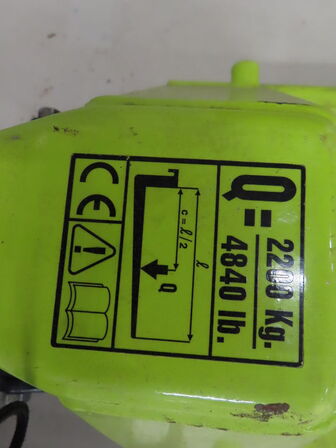 Q = 2200 Kg.
4840 lb.
l
c = l/2
Q
CE